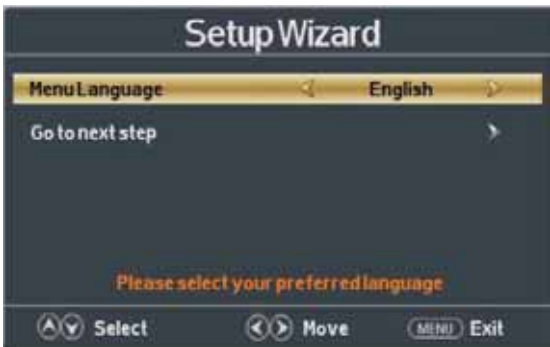 Setup Wizard
Menu Language English
Go to next step
Please select your preferred language
Select Move MENU Exit